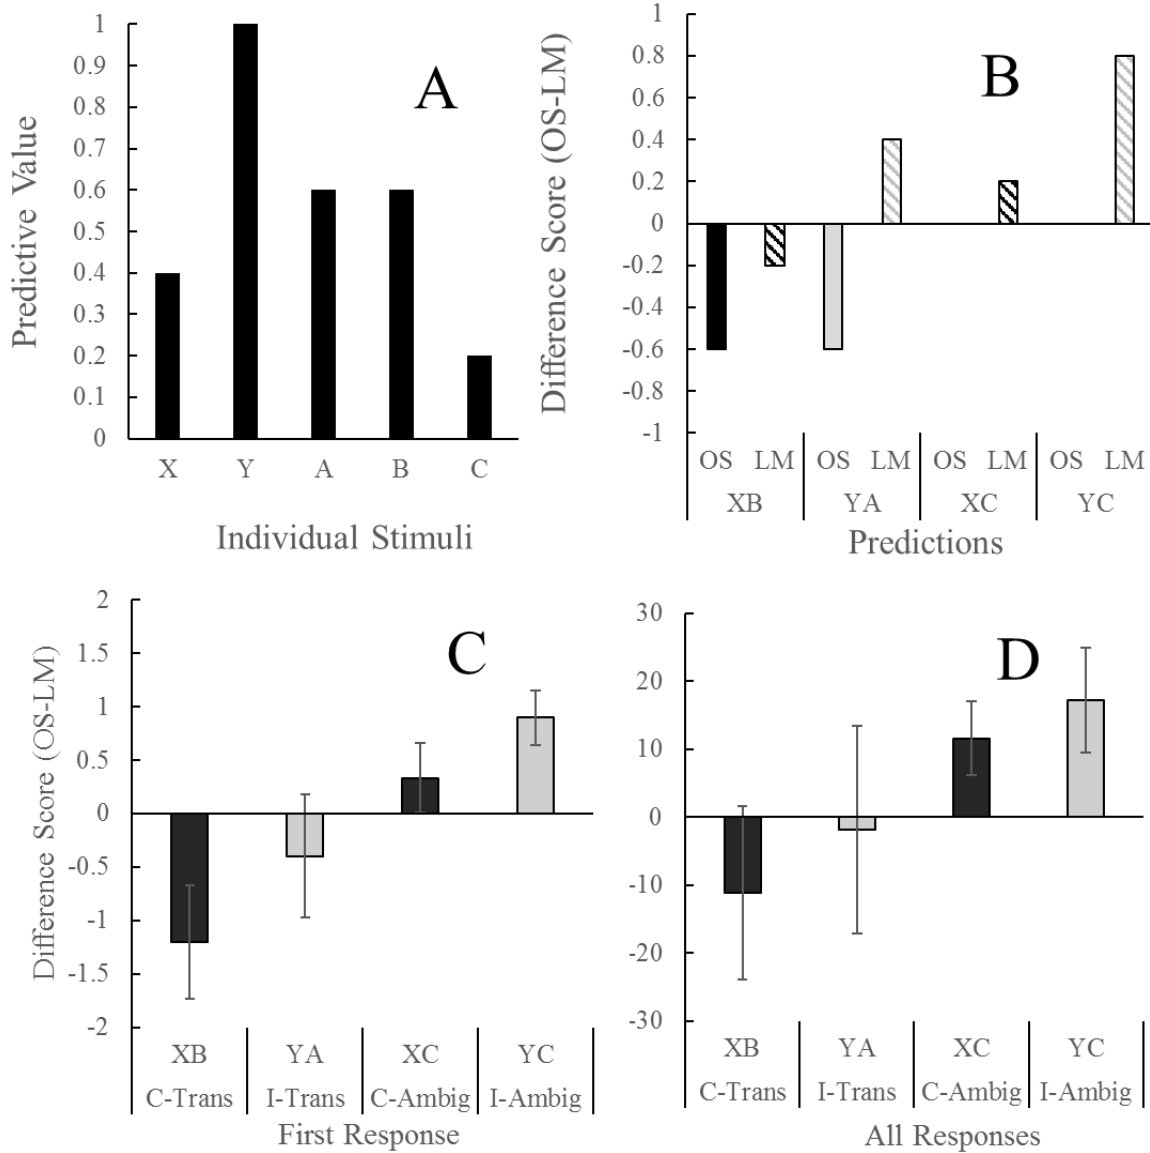 A
Predictive Value
1
0.9
0.8
0.7
0.6
0.5
0.4
0.3
0.2
0.1
0
X Y A B C
Individual Stimuli
B
Difference Score (OS-LM)
1
0.8
0.6
0.4
0.2
0
-0.2
-0.4
-0.6
-0.8
-1
OS LM OS LM OS LM OS LM
XB YA XC YC
Predictions
C
Difference Score (OS-LM)
2
1.5
1
0.5
0
-0.5
-1
-1.5
-2
XB YA XC YC
C-Trans I-Trans C-Ambig I-Ambig
First Response
D
30
20
10
0
-10
-20
-30
XB YA XC YC
C-Trans I-Trans C-Ambig I-Ambig
All Responses